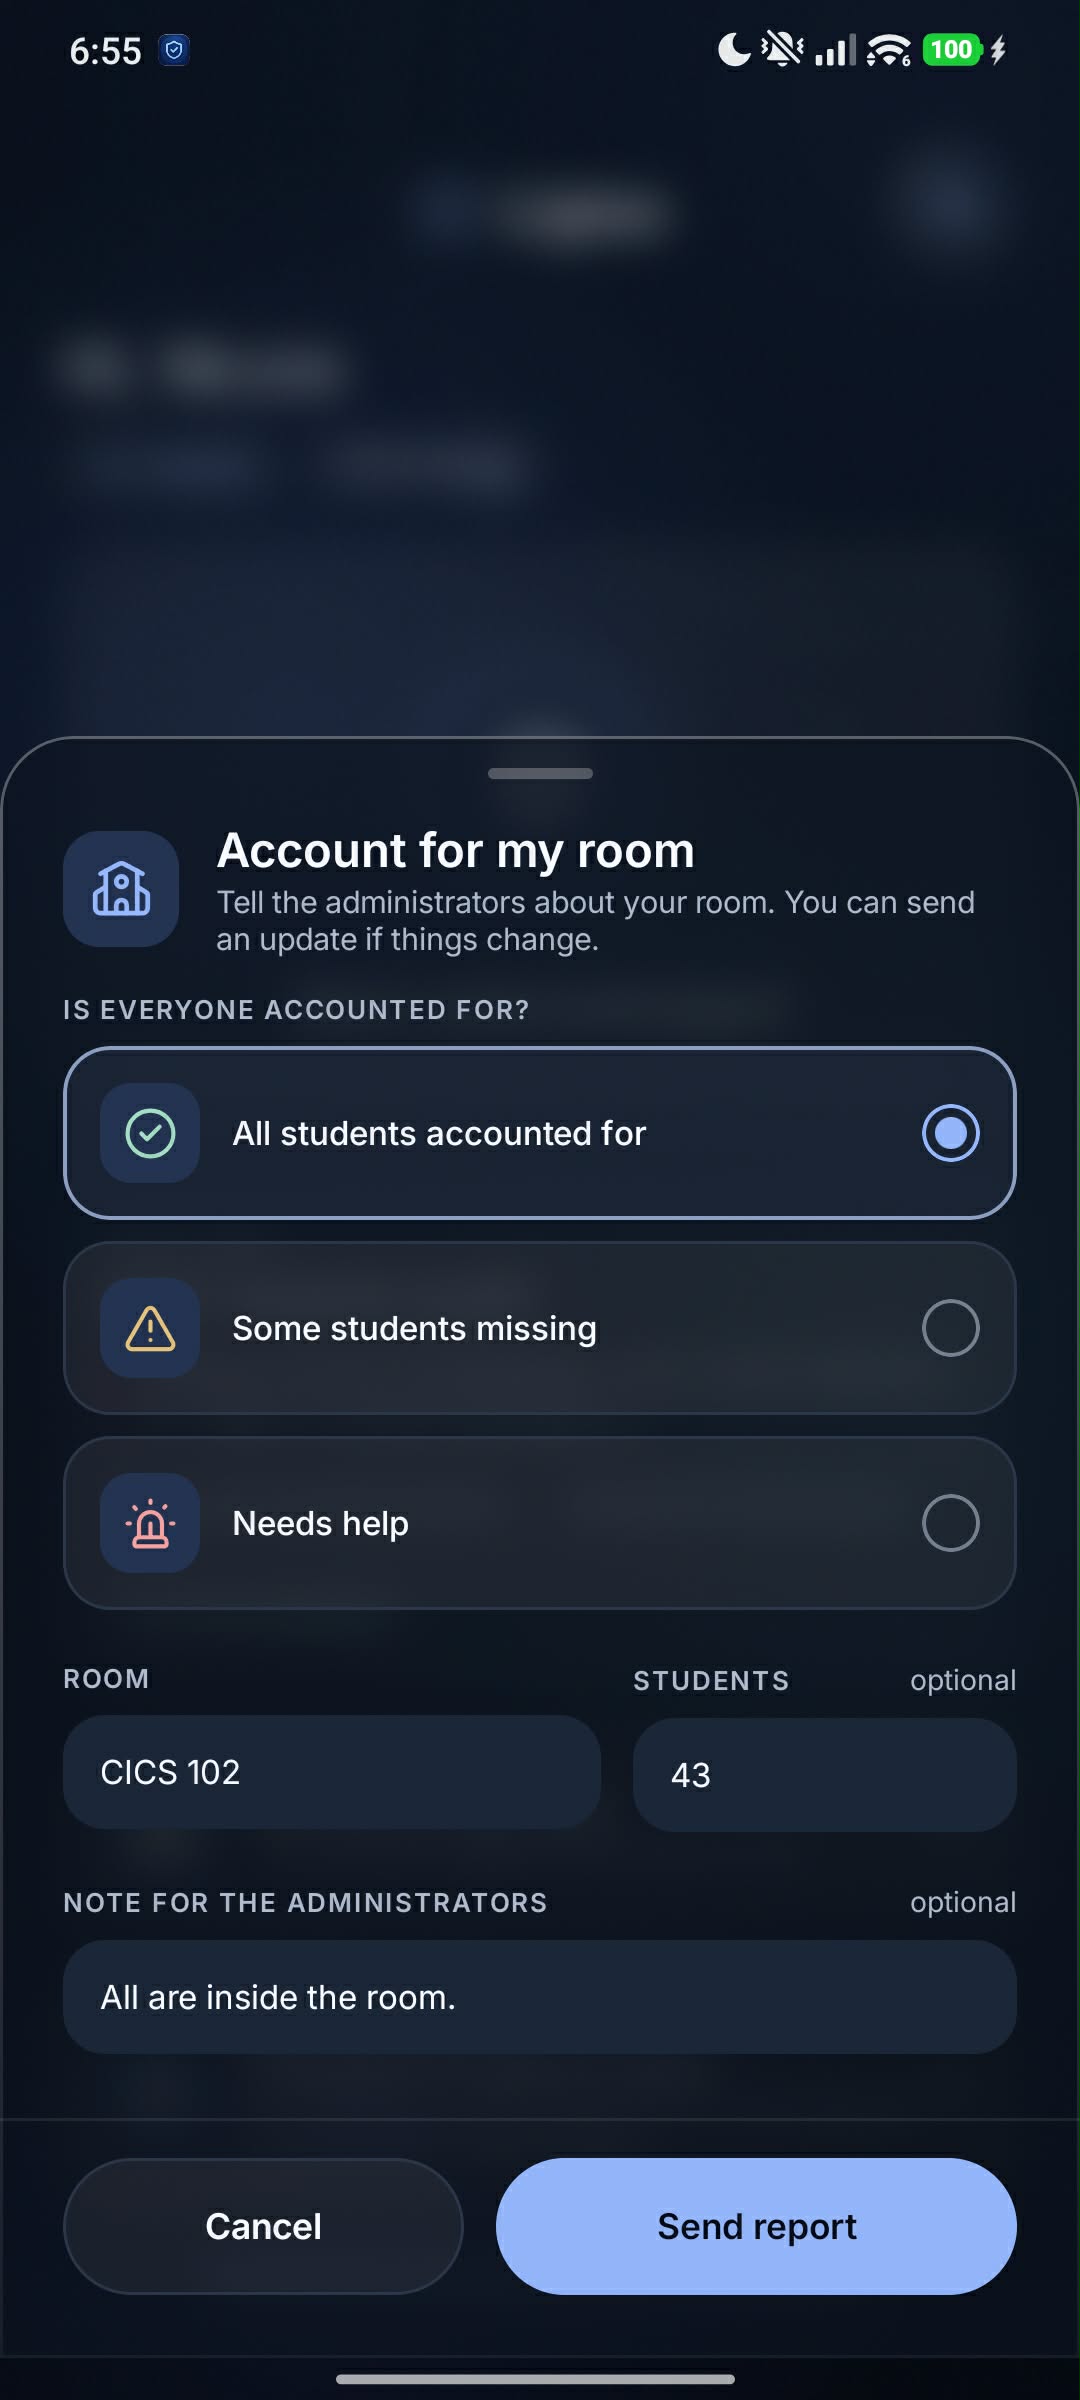 6:55
6
100
Account for my room
Tell the administrators about your room. You can send
an update if things change.
IS EVERYONE ACCOUNTED FOR?
All students accounted for
Some students missing
Needs help
ROOM
STUDENTS optional
CICS 102
43
NOTE FOR THE ADMINISTRATORS optional
All are inside the room.
Cancel
Send report